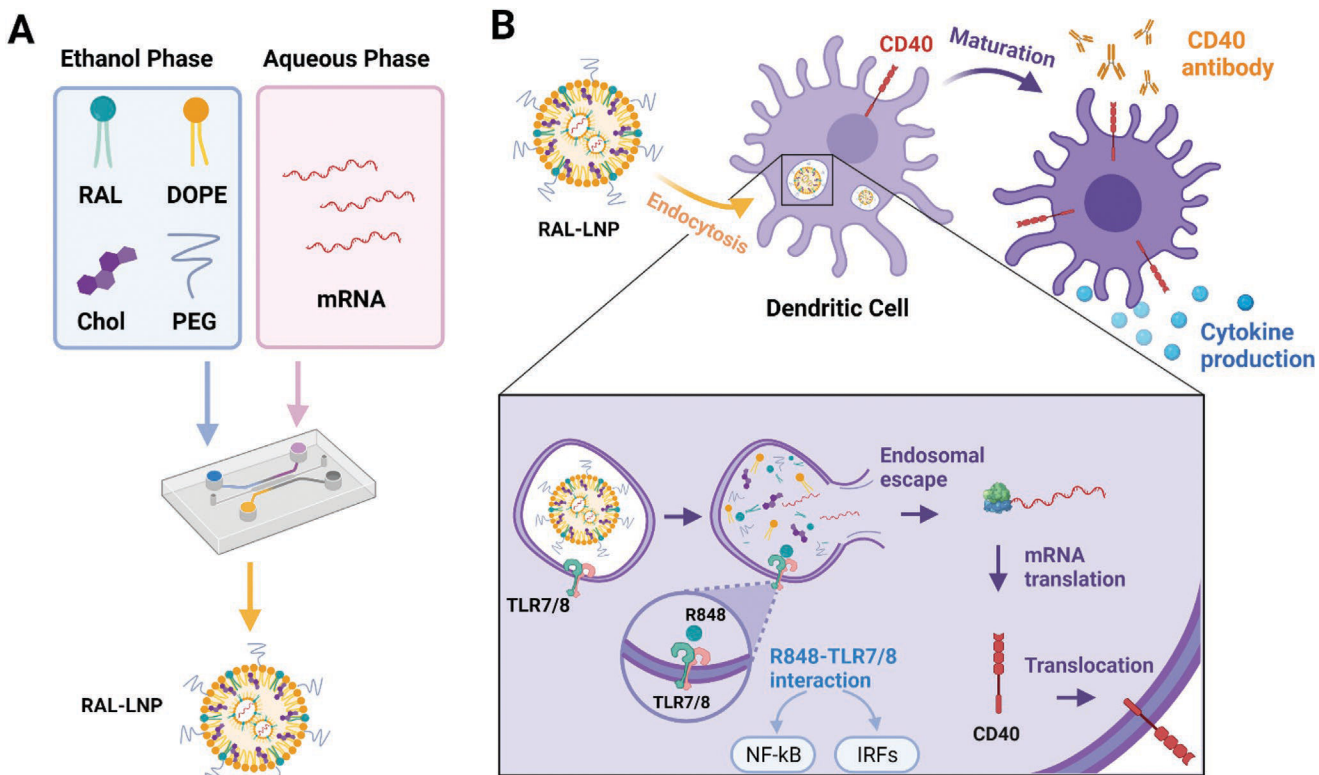 A
Ethanol Phase
Aqueous Phase
RAL
DOPE
Chol
PEG
mRNA
RAL-LNP
B
RAL-LNP
Endocytosis
CD40
Maturation
CD40
antibody
Dendritic Cell
Cytokine
production
TLR7/8
Endosomal
escape
R848
TLR7/8
R848-TLR7/8
interaction
NF-kB
IRFs
mRNA
translation
CD40
Translocation